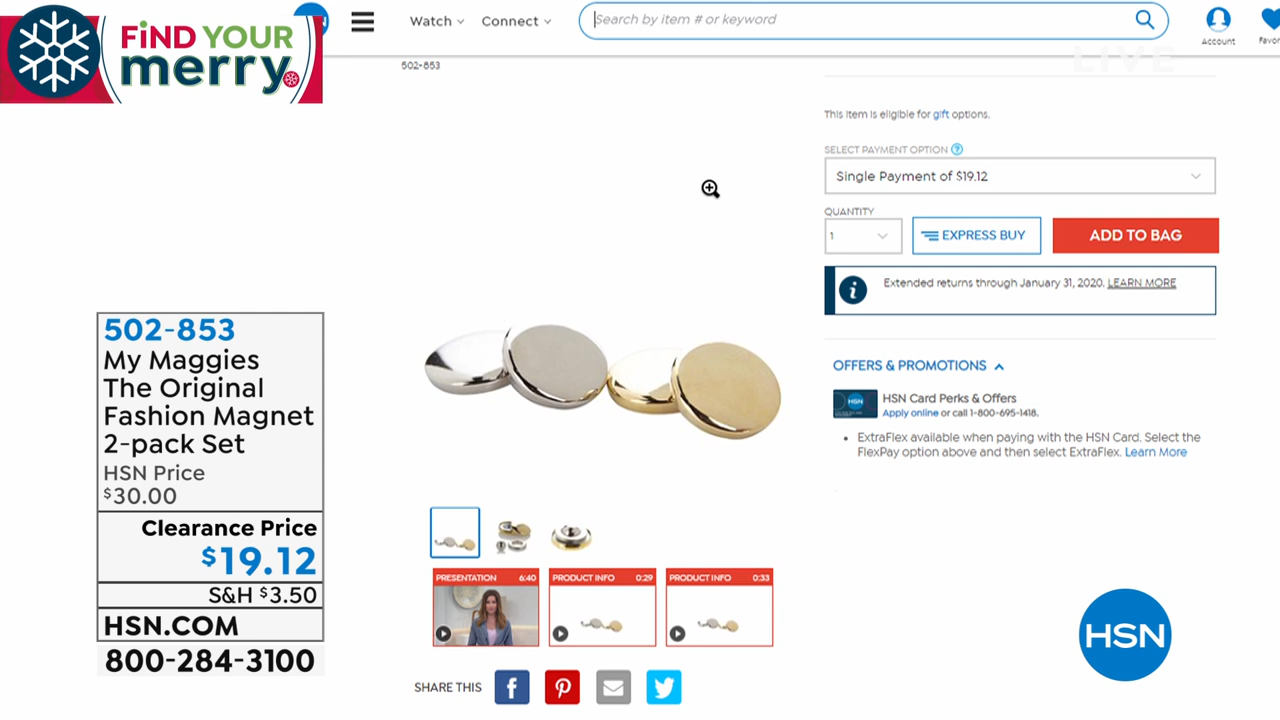 FiND YOUR
merry
Watch
Connect
Search by item # or keyword
Account
LIVE
502-853
This item is eligible for gift options.
SELECT PAYMENT OPTION ?
Single Payment of $19.12
QUANTITY
1
EXPRESS BUY
ADD TO BAG
i
Extended returns through January 31, 2020. LEARN MORE
OFFERS & PROMOTIONS
HSN
HSN Card Perks & Offers
Apply online or call 1-800-695-1418.
• ExtraFlex available when paying with the HSN Card. Select the
FlexPay option above and then select ExtraFlex. Learn More
502-853
My Maggies
The Original
Fashion Magnet
2-pack Set
HSN Price
$30.00
Clearance Price
$19.12
S&H $3.50
HSN.COM
800-284-3100
PRESENTATION 6:40
PRODUCT INFO 0:29
PRODUCT INFO 0:33
SHARE THIS
HSN